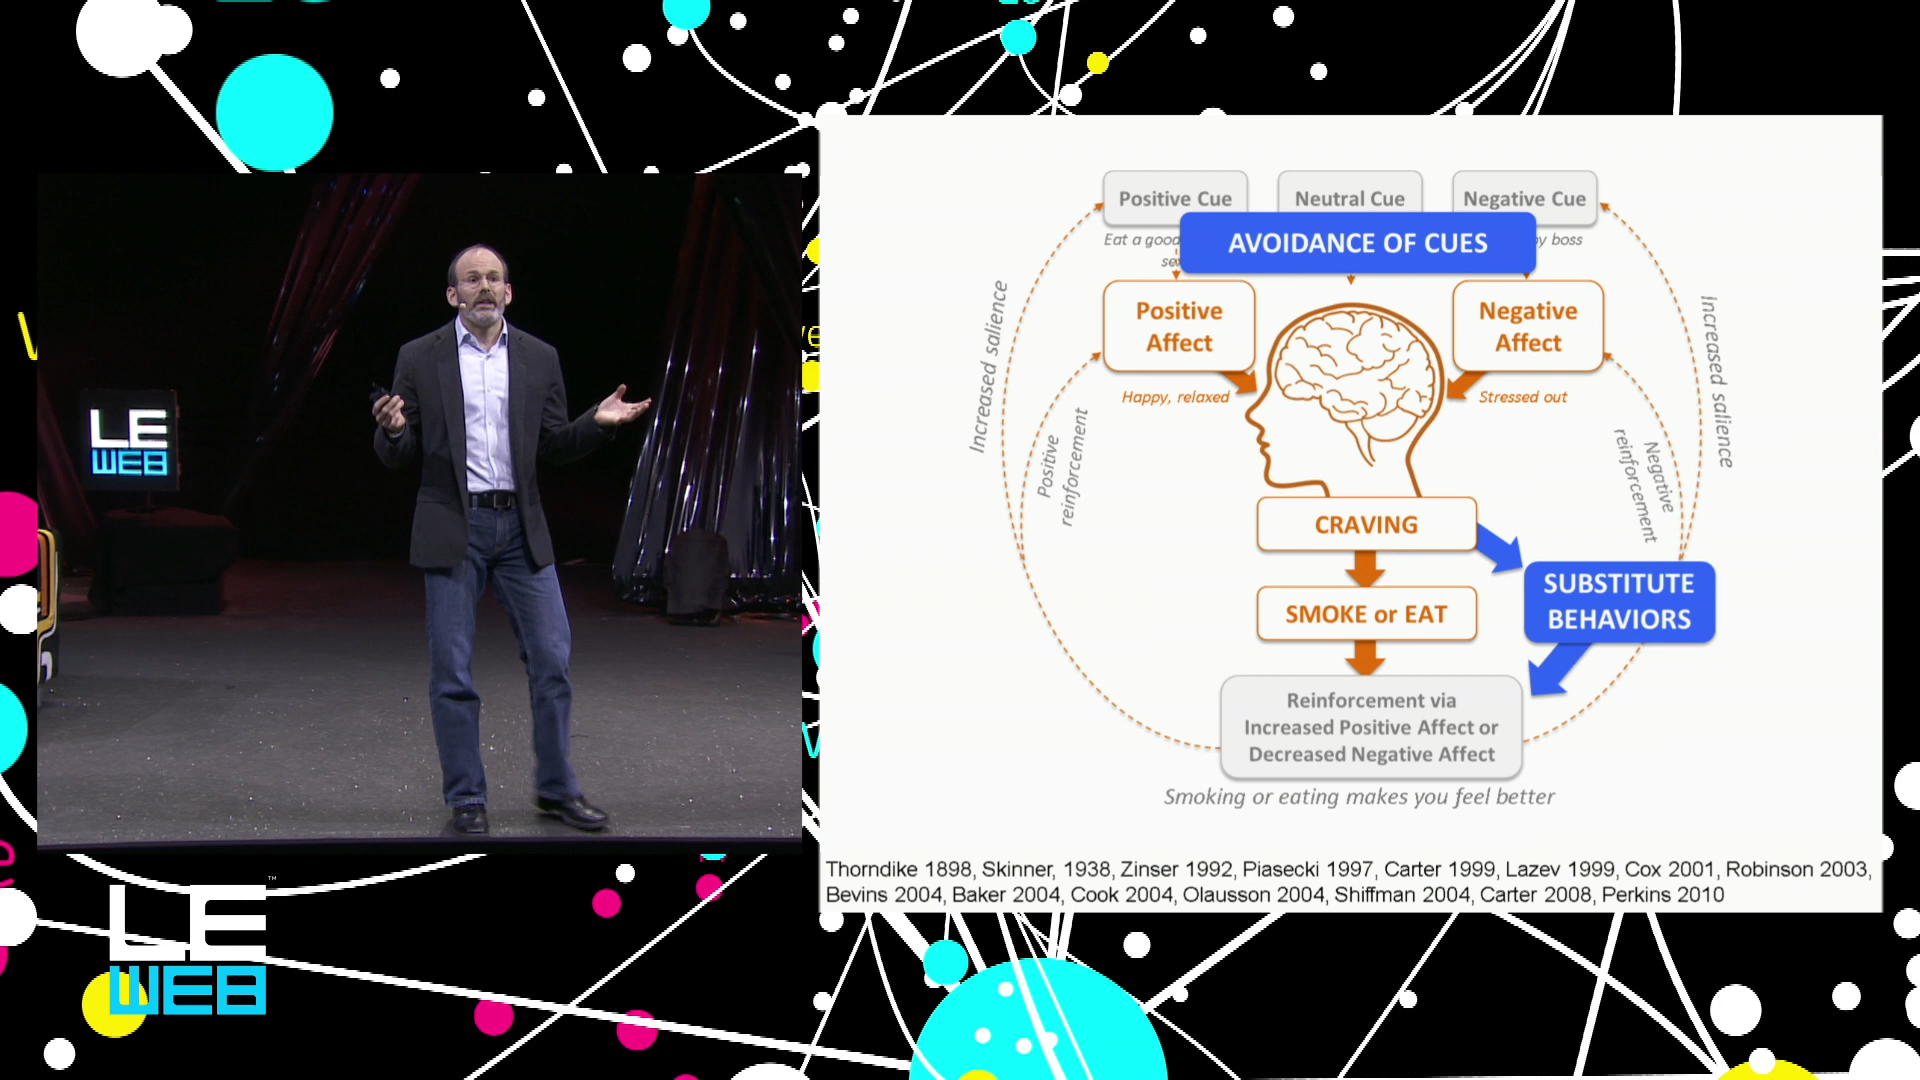 LE
WEB
LE
WEB
™
Positive Cue
Neutral Cue
Negative Cue
AVOIDANCE OF CUES
Eat a good
by boss
Positive
Affect
Negative
Affect
Happy, relaxed
Stressed out
Increased salience
Positive
reinforcement
Negative
reinforcement
Increased salience
CRAVING
SMOKE or EAT
SUBSTITUTE
BEHAVIORS
Reinforcement via
Increased Positive Affect or
Decreased Negative Affect
Smoking or eating makes you feel better
Thorndike 1898, Skinner, 1938, Zinser 1992, Piasecki 1997, Carter 1999, Lazev 1999, Cox 2001, Robinson 2003,
Bevins 2004, Baker 2004, Cook 2004, Olausson 2004, Shiffman 2004, Carter 2008, Perkins 2010